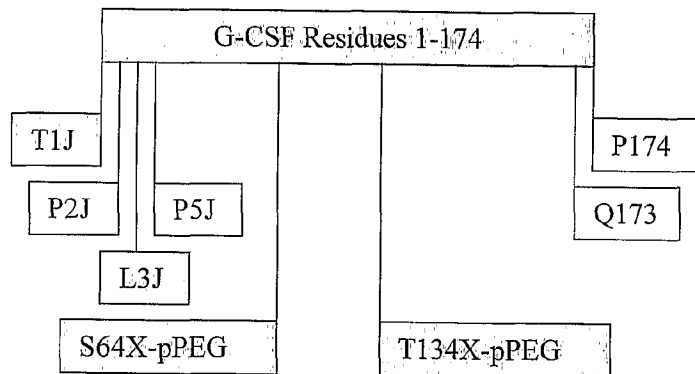 G-CSF Residues 1-174
T1J
P174
P2J
P5J
Q173
L3J
S64X-pPEG
T134X-pPEG